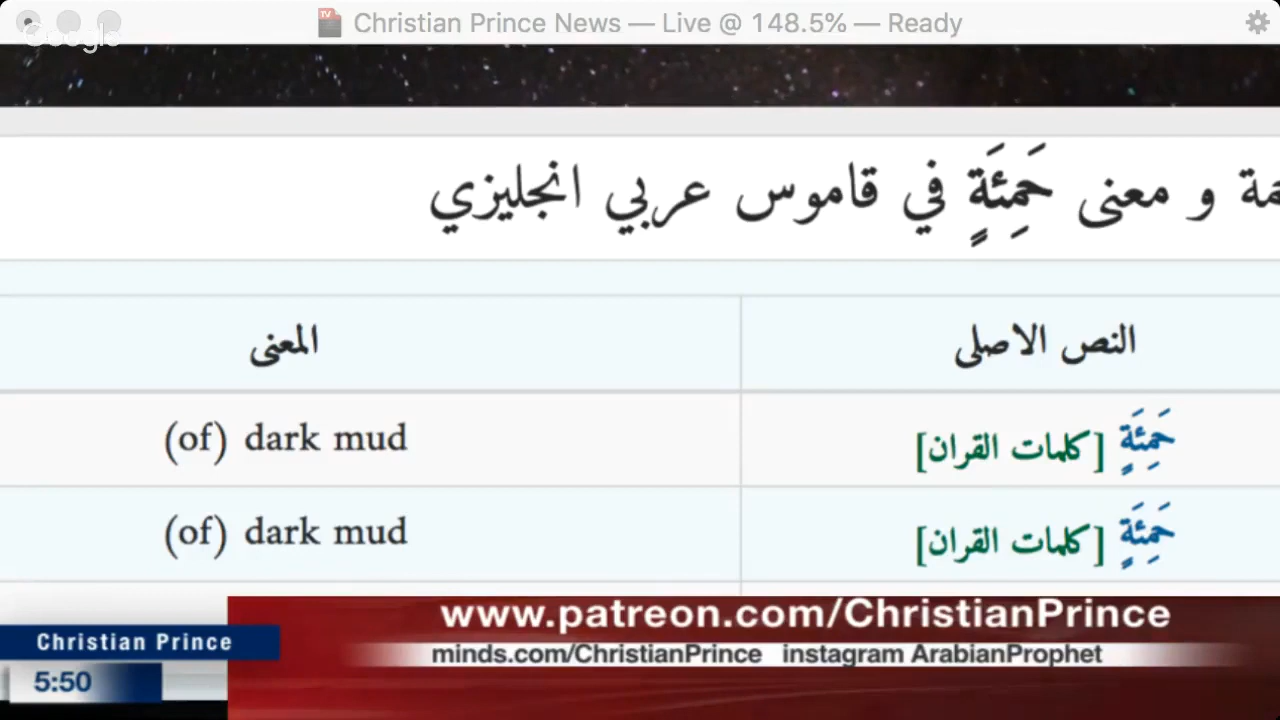 Christian Prince News — Live @ 148.5% — Ready
Google
و معنى حَمِئَةٍ في قاموس عربي انجليزي
النص الاصلى
المعنى
حَمِئَةٍ [كلمات القران]
(of) dark mud
حَمِئَةٍ [كلمات القران]
(of) dark mud
www.patreon.com/ChristianPrince
Christian Prince
minds.com/ChristianPrince instagram ArabianProphet
5:50